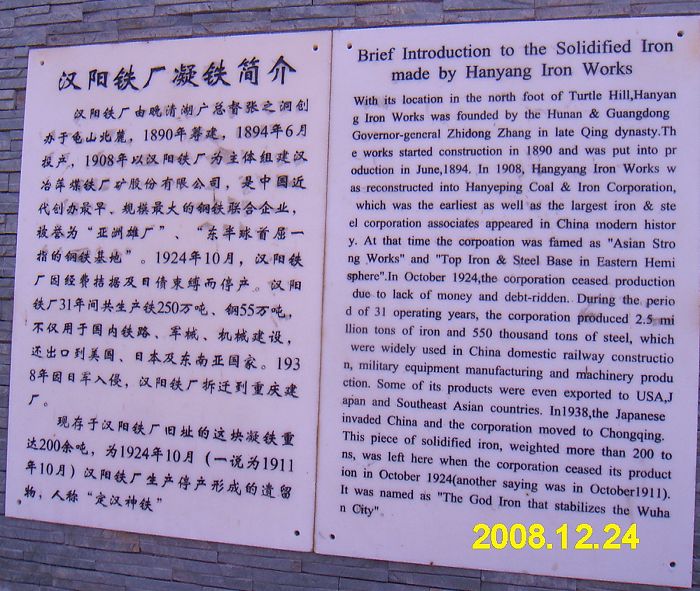 汉阳铁厂凝铁简介
汉阳铁厂由晚清湖广总督张之洞创
办于龟山北麓，1890年筹建，1894年6月
投产，1908年以汉阳铁厂为主体组建汉
冶萍煤铁厂矿股份有限公司，是中国近
代创办最早、规模最大的钢铁联合企业，
被誉为“亚洲雄厂”、“东半球首屈一
指的钢铁基地”。1924年10月，汉阳铁
厂因经费拮据及日债束缚而停产。汉阳
铁厂31年间共生产铁250万吨、钢55万吨，
不仅用于国内铁路、军械、机械建设，
还出口到美国、日本及东南亚国家。193
8年因日军入侵，汉阳铁厂拆迁到重庆建
厂。
现存于汉阳铁厂旧址的这块凝铁重
达200余吨，为1924年10月（一说为1911
年10月）汉阳铁厂生产停产形成的遗留
物，人称“定汉神铁”
Brief Introduction to the Solidified Iron
made by Hanyang Iron Works
With its location in the north foot of Turtle Hill,Hanyan
g Iron Works was founded by the Hunan & Guangdong
Governor-general Zhidong Zhang in late Qing dynasty.Th
e works started construction in 1890 and was put into pr
oduction in June,1894. In 1908, Hangyang Iron Works w
as reconstructed into Hanyeping Coal & Iron Corporation,
which was the earliest as well as the largest iron & ste
el corporation associates appeared in China modern histor
y. At that time the corpoation was famed as "Asian Stro
ng Works" and "Top Iron & Steel Base in Eastern Hemi
sphere".In October 1924,the corporation ceased production
due to lack of money and debt-ridden. During the perio
d of 31 operating years, the corporation produced 2.5 mi
llion tons of iron and 550 thousand tons of steel, which
were widely used in China domestic railway constructio
n, military equipment manufacturing and machinery produ
ction. Some of its products were even exported to USA,J
apan and Southeast Asian countries. In1938,the Japanese
invaded China and the corporation moved to Chongqing.
This piece of solidified iron, weighted more than 200 to
ns, was left here when the corporation ceased its product
ion in October 1924(another saying was in October1911).
It was named as "The God Iron that stabilizes the Wuha
n City"
2008.12.24